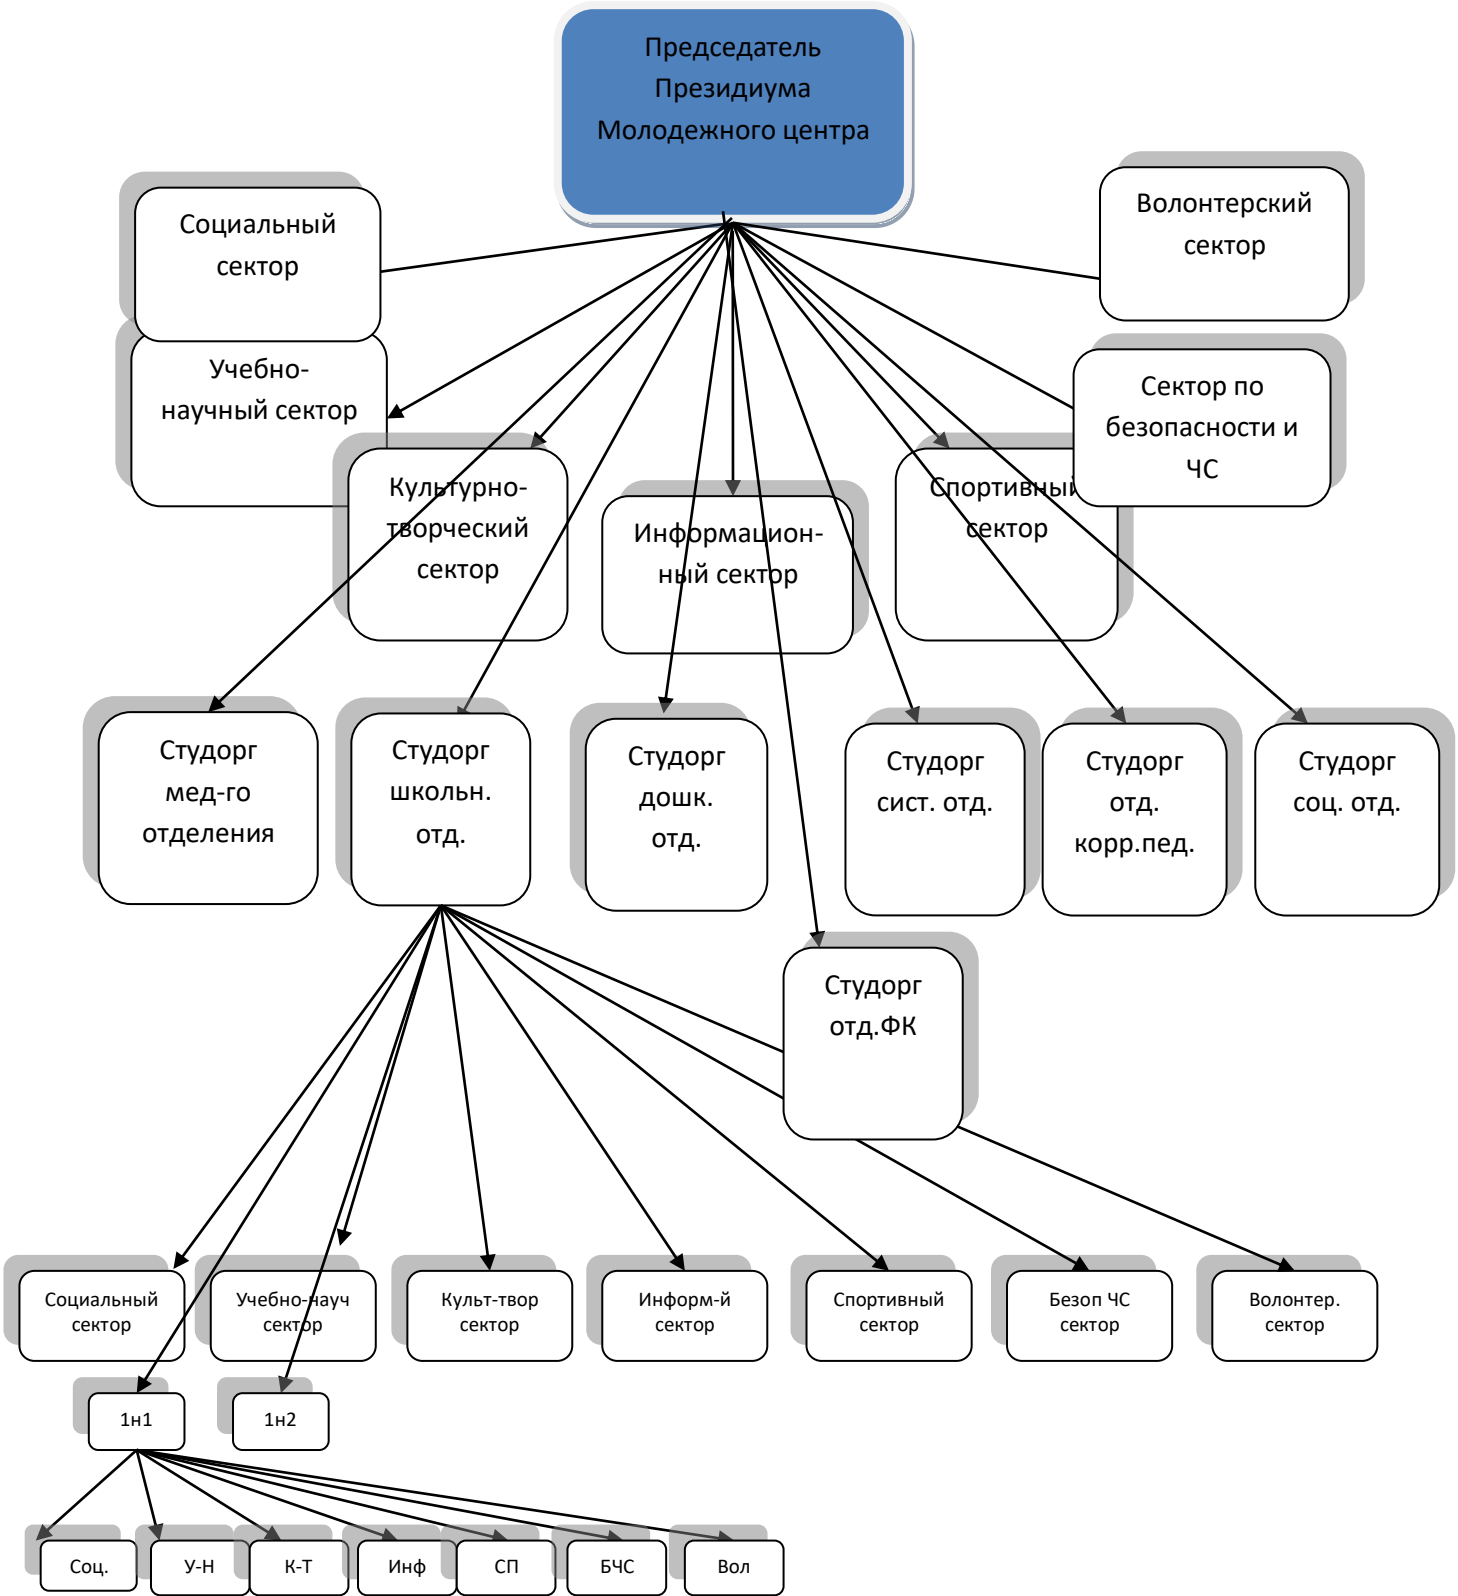 Председатель
Президиума
Молодежного центра
Социальный
сектор
Волонтерский
сектор
Учебно-
научный сектор
Сектор по
безопасности и
ЧС
Культурно-
творческий
сектор
Информацион-
ный сектор
Спортивный
сектор
Студорг
мед-го
отделения
Студорг
школьн.
отд.
Студорг
дошк.
отд.
Студорг
сист. отд.
Студорг
отд.
корр.пед.
Студорг
соц. отд.
Студорг
отд.ФК
Социальный
сектор
Учебно-науч
сектор
Культ-твор
сектор
Информ-й
сектор
Спортивный
сектор
Безоп ЧС
сектор
Волонтер.
сектор
1н1
1н2
Соц.
У-Н
К-Т
Инф
СП
БЧС
Вол